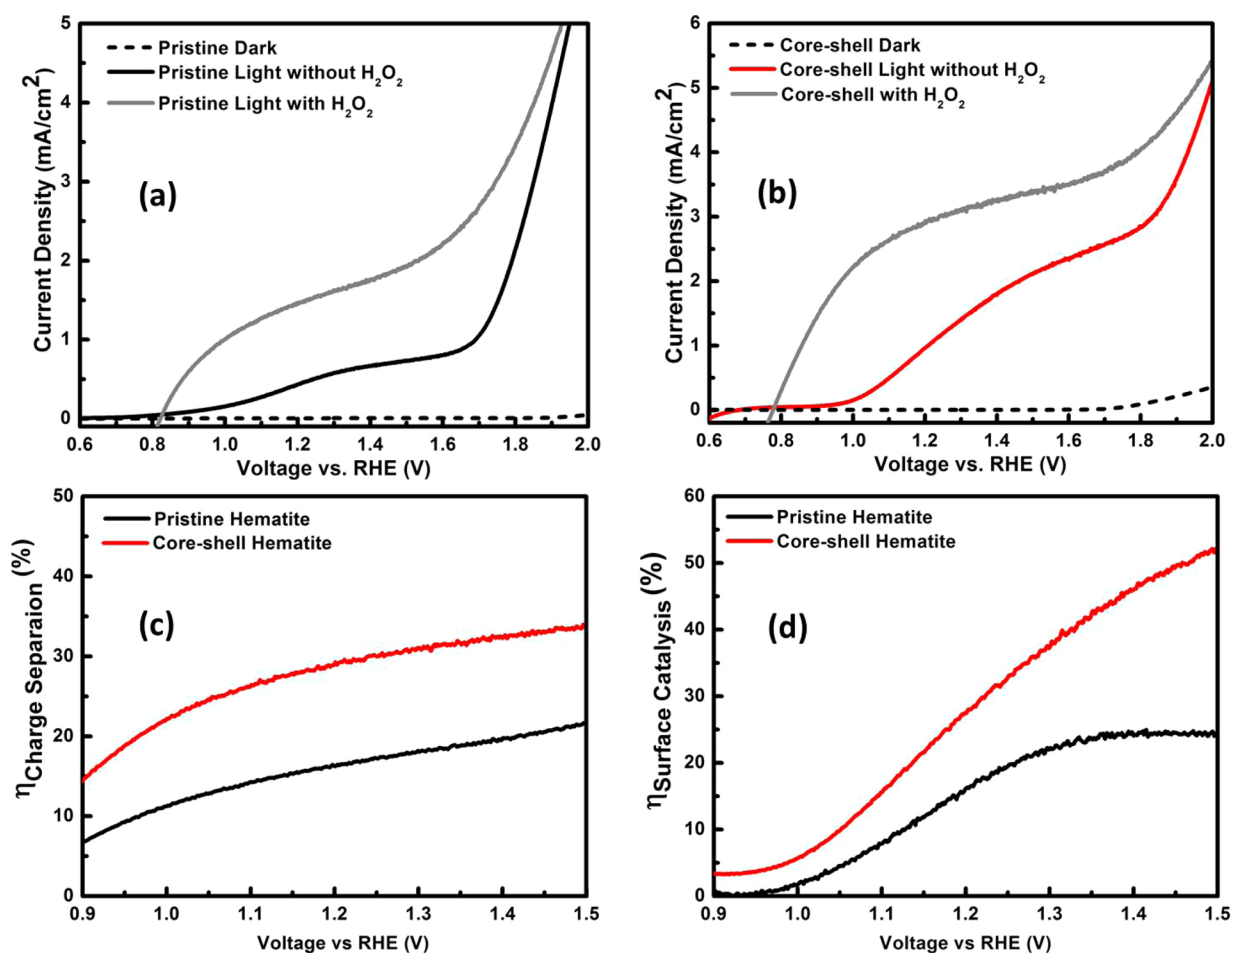 Pristine Dark
Pristine Light without H₂O₂
Pristine Light with H₂O₂
(a)
Current Density (mA/cm²)
5
4
3
2
1
0
0.6 0.8 1.0 1.2 1.4 1.6 1.8 2.0
Voltage vs. RHE (V)
Core-shell Dark
Core-shell Light without H₂O₂
Core-shell with H₂O₂
(b)
Current Density (mA/cm²)
6
5
4
3
2
1
0
0.6 0.8 1.0 1.2 1.4 1.6 1.8 2.0
Voltage vs. RHE (V)
Pristine Hematite
Core-shell Hematite
(c)
ηCharge Separaion (%)
50
40
30
20
10
0
0.9 1.0 1.1 1.2 1.3 1.4 1.5
Voltage vs RHE (V)
Pristine Hematite
Core-shell Hematite
(d)
ηSurface Catalysis (%)
60
50
40
30
20
10
0
0.9 1.0 1.1 1.2 1.3 1.4 1.5
Voltage vs RHE (V)